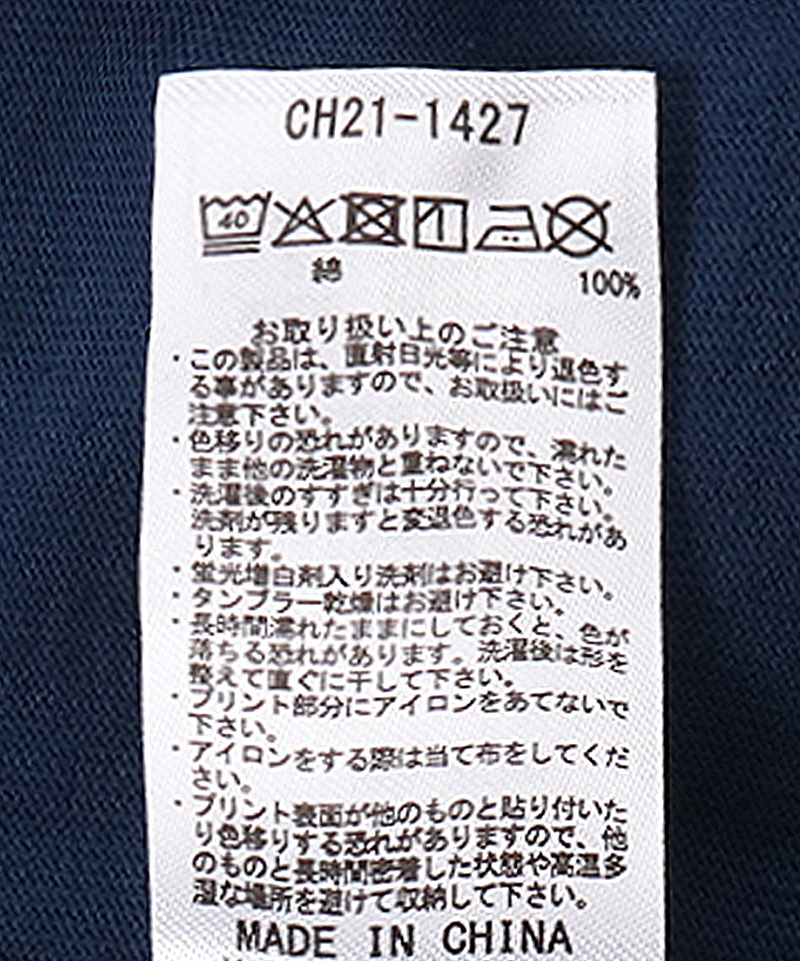 CH21-1427
40
綿 100%
お取り扱い上のご注意
・この製品は、直射日光等により退色す
る事がありますので、お取扱いにはご
注意下さい。
・色移りの恐れがありますので、濡れた
まま他の洗濯物と重ねないで下さい。
・洗濯後のすすぎは十分行って下さい。
洗剤が残りますと変退色する恐れがあ
ります。
・蛍光増白剤入り洗剤はお避け下さい。
・タンブラー乾燥はお避け下さい。
・長時間濡れたままにしておくと、色が
落ちる恐れがあります。洗濯後は形を
整えて直ぐに干して下さい。
・プリント部分にアイロンをあてないで
下さい。
・アイロンをする際は当て布をしてくだ
さい。
・プリント表面が他のものと貼り付いた
り色移りする恐れがありますので、他
のものと長時間密着した状態や高温多
湿な場所を避けて収納して下さい。
MADE IN CHINA